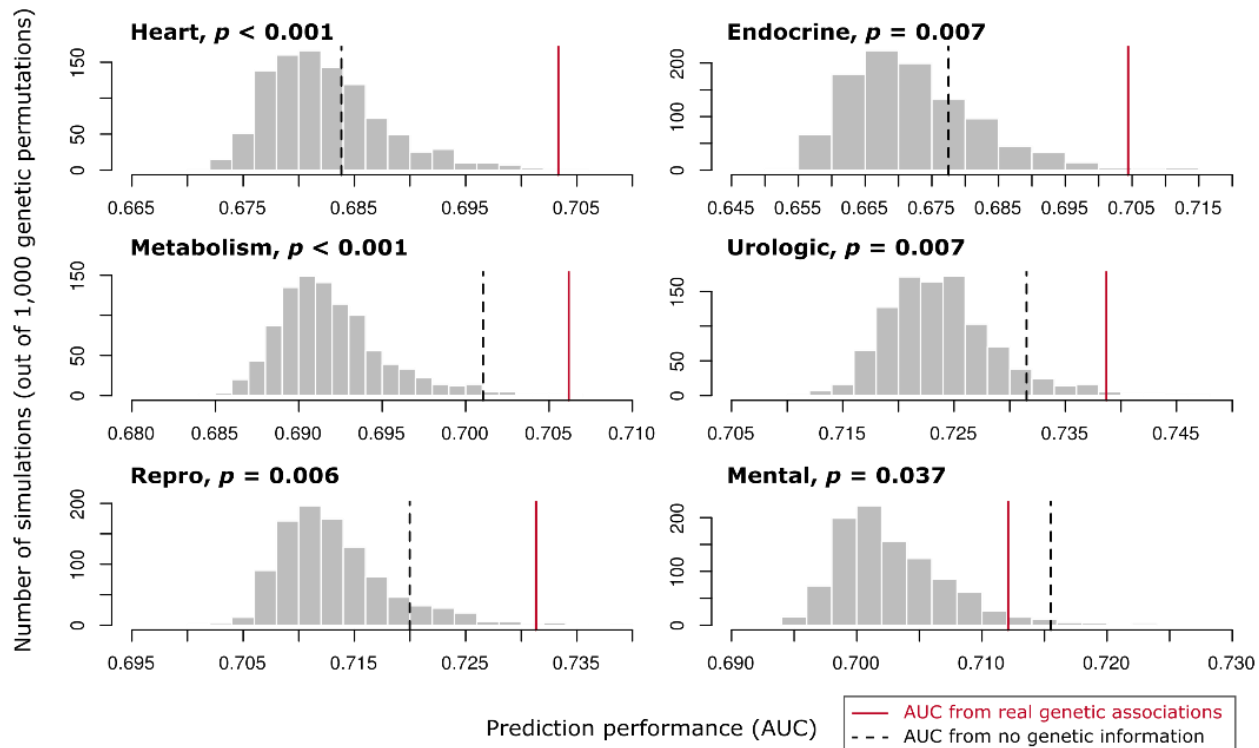 Number of simulations (out of 1,000 genetic permutations)
Heart, p < 0.001
0 50 100 150
0.665 0.675 0.685 0.695 0.705
Endocrine, p = 0.007
0 100 200
0.645 0.655 0.665 0.675 0.685 0.695 0.705 0.715
Metabolism, p < 0.001
0 50 100 150
0.680 0.685 0.690 0.695 0.700 0.705 0.710
Urologic, p = 0.007
0 50 150
0.705 0.715 0.725 0.735 0.745
Repro, p = 0.006
0 100 200
0.695 0.705 0.715 0.725 0.735
Mental, p = 0.037
0 100 200
0.690 0.700 0.710 0.720 0.730
Prediction performance (AUC)
AUC from real genetic associations
AUC from no genetic information